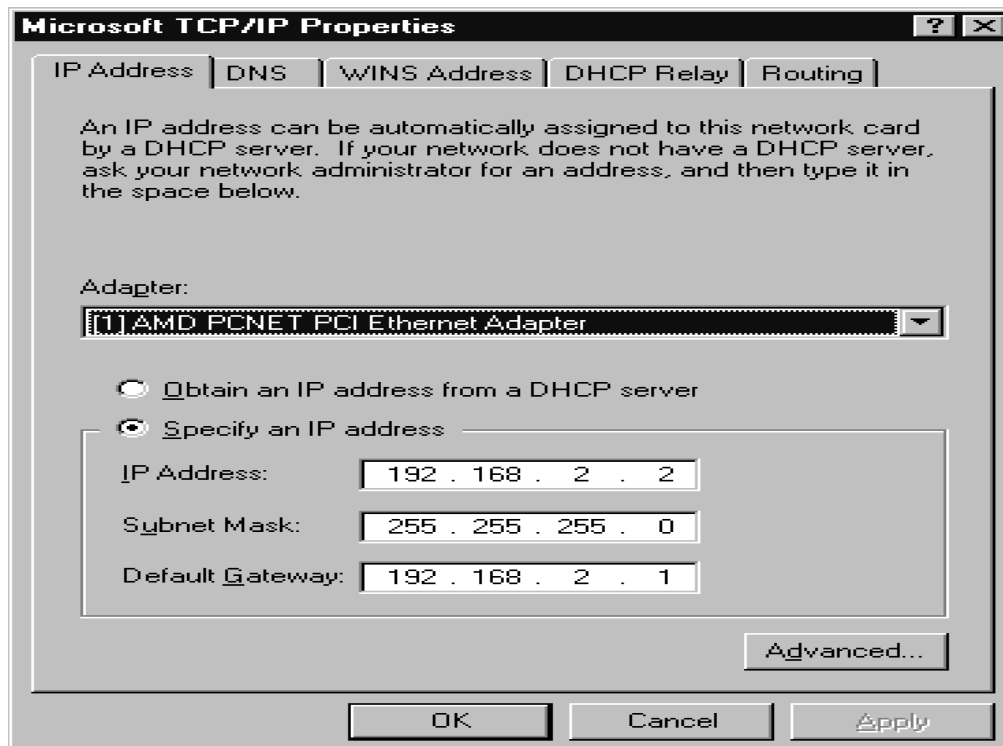 Microsoft TCP/IP Properties
IP Address DNS WINS Address DHCP Relay Routing
An IP address can be automatically assigned to this network card
by a DHCP server. If your network does not have a DHCP server,
ask your network administrator for an address, and then type it in
the space below.
Adapter:
[1] AMD PCNET PCI Ethernet Adapter
Obtain an IP address from a DHCP server
Specify an IP address
IP Address: 192 . 168 . 2 . 2
Subnet Mask: 255 . 255 . 255 . 0
Default Gateway: 192 . 168 . 2 . 1
Advanced...
OK Cancel Apply